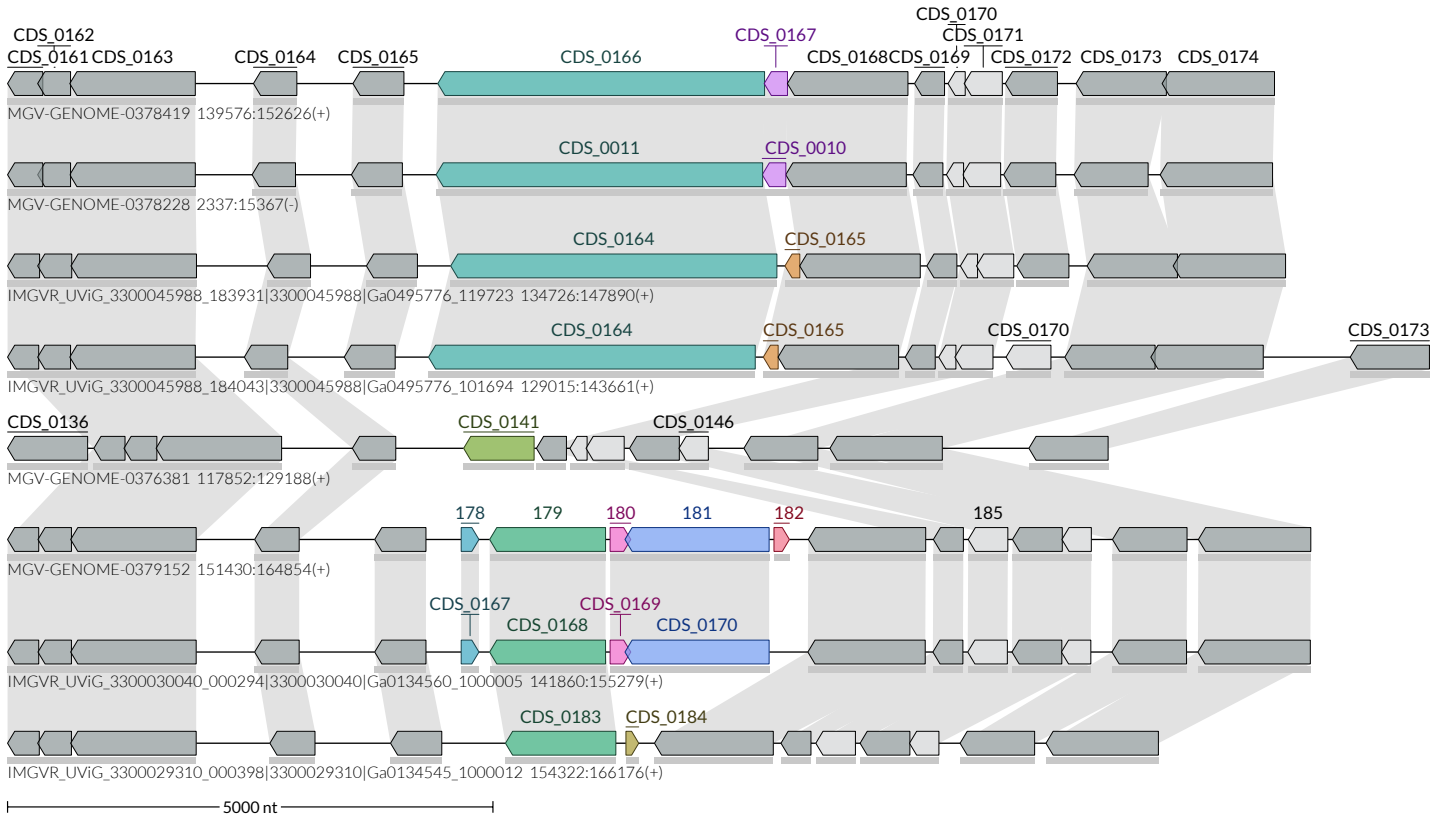 CDS_0170
CDS_0162 CDS_0167 CDS_0171
CDS_0161 CDS_0163 CDS_0164 CDS_0165 CDS_0166 CDS_0168 CDS_0169 CDS_0172 CDS_0173 CDS_0174
MGV-GENOME-0378419 139576:152626(+)
CDS_0011 CDS_0010
MGV-GENOME-0378228 2337:15367(-)
CDS_0164 CDS_0165
IMGVR_UViG_3300045988_183931|3300045988|Ga0495776_119723 134726:147890(+)
CDS_0164 CDS_0165 CDS_0170 CDS_0173
IMGVR_UViG_3300045988_184043|3300045988|Ga0495776_101694 129015:143661(+)
CDS_0136 CDS_0141 CDS_0146
MGV-GENOME-0376381 117852:129188(+)
178 179 180 181 182 185
MGV-GENOME-0379152 151430:164854(+)
CDS_0167 CDS_0169
CDS_0168 CDS_0170
IMGVR_UViG_3300030040_000294|3300030040|Ga0134560_1000005 141860:155279(+)
CDS_0183 CDS_0184
IMGVR_UViG_3300029310_000398|3300029310|Ga0134545_1000012 154322:166176(+)
5000 nt